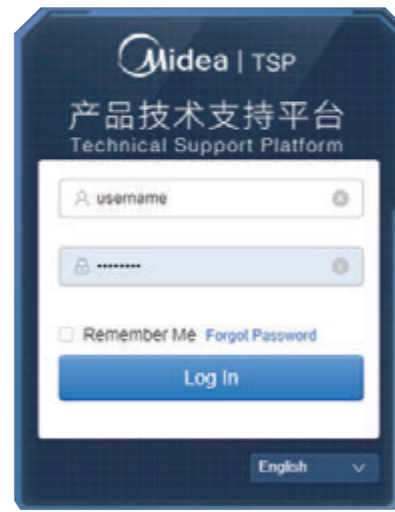 Midea | TSP
产品技术支持平台
Technical Support Platform
username
••••••••
Remember Me Forgot Password
Log In
English